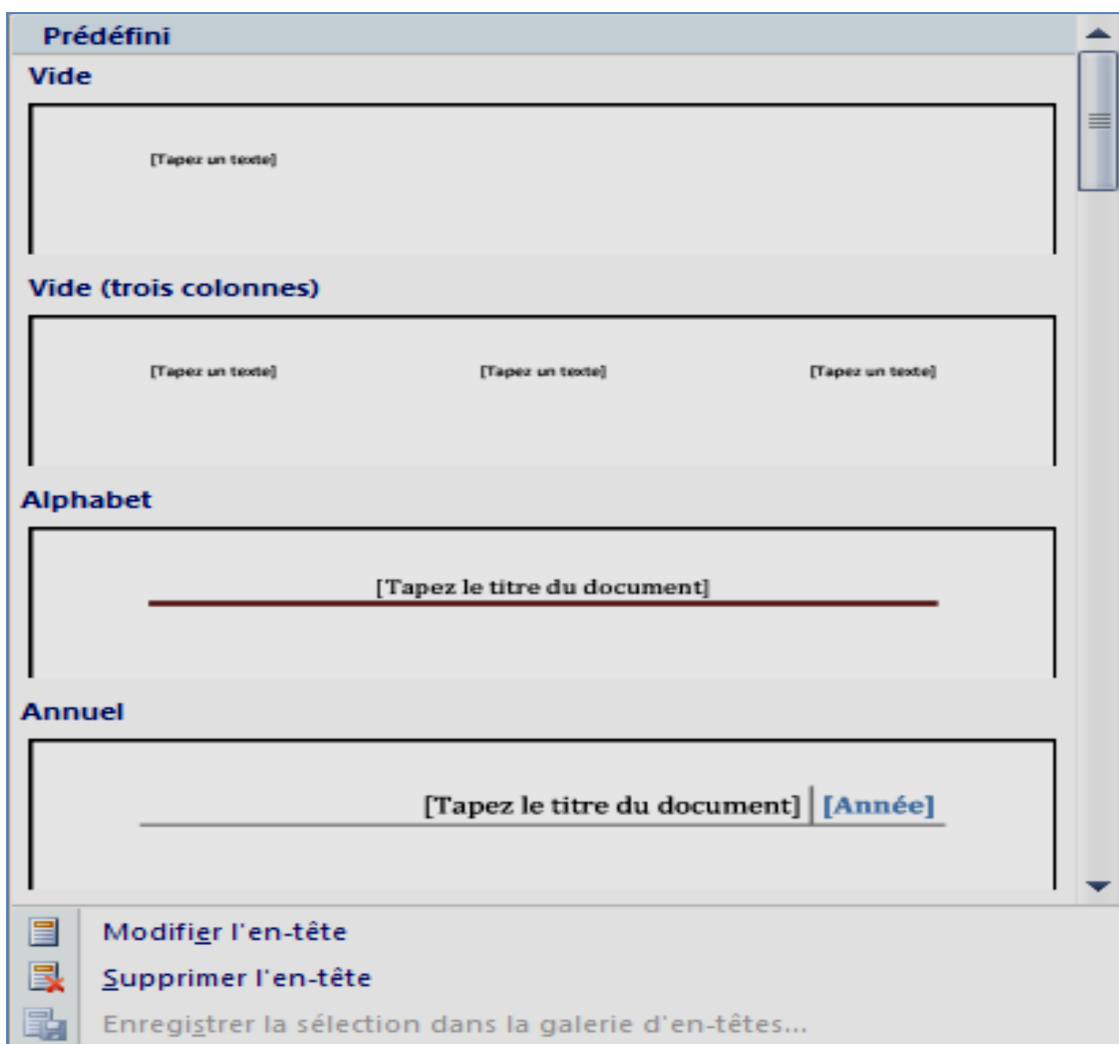 Prédéfini
Vide
[Tapez un texte]
Vide (trois colonnes)
[Tapez un texte] [Tapez un texte] [Tapez un texte]
Alphabet
[Tapez le titre du document]
Annuel
[Tapez le titre du document] [Année]
Modifier l'en-tête
Supprimer l'en-tête
Enregistrer la sélection dans la galerie d'en-têtes...